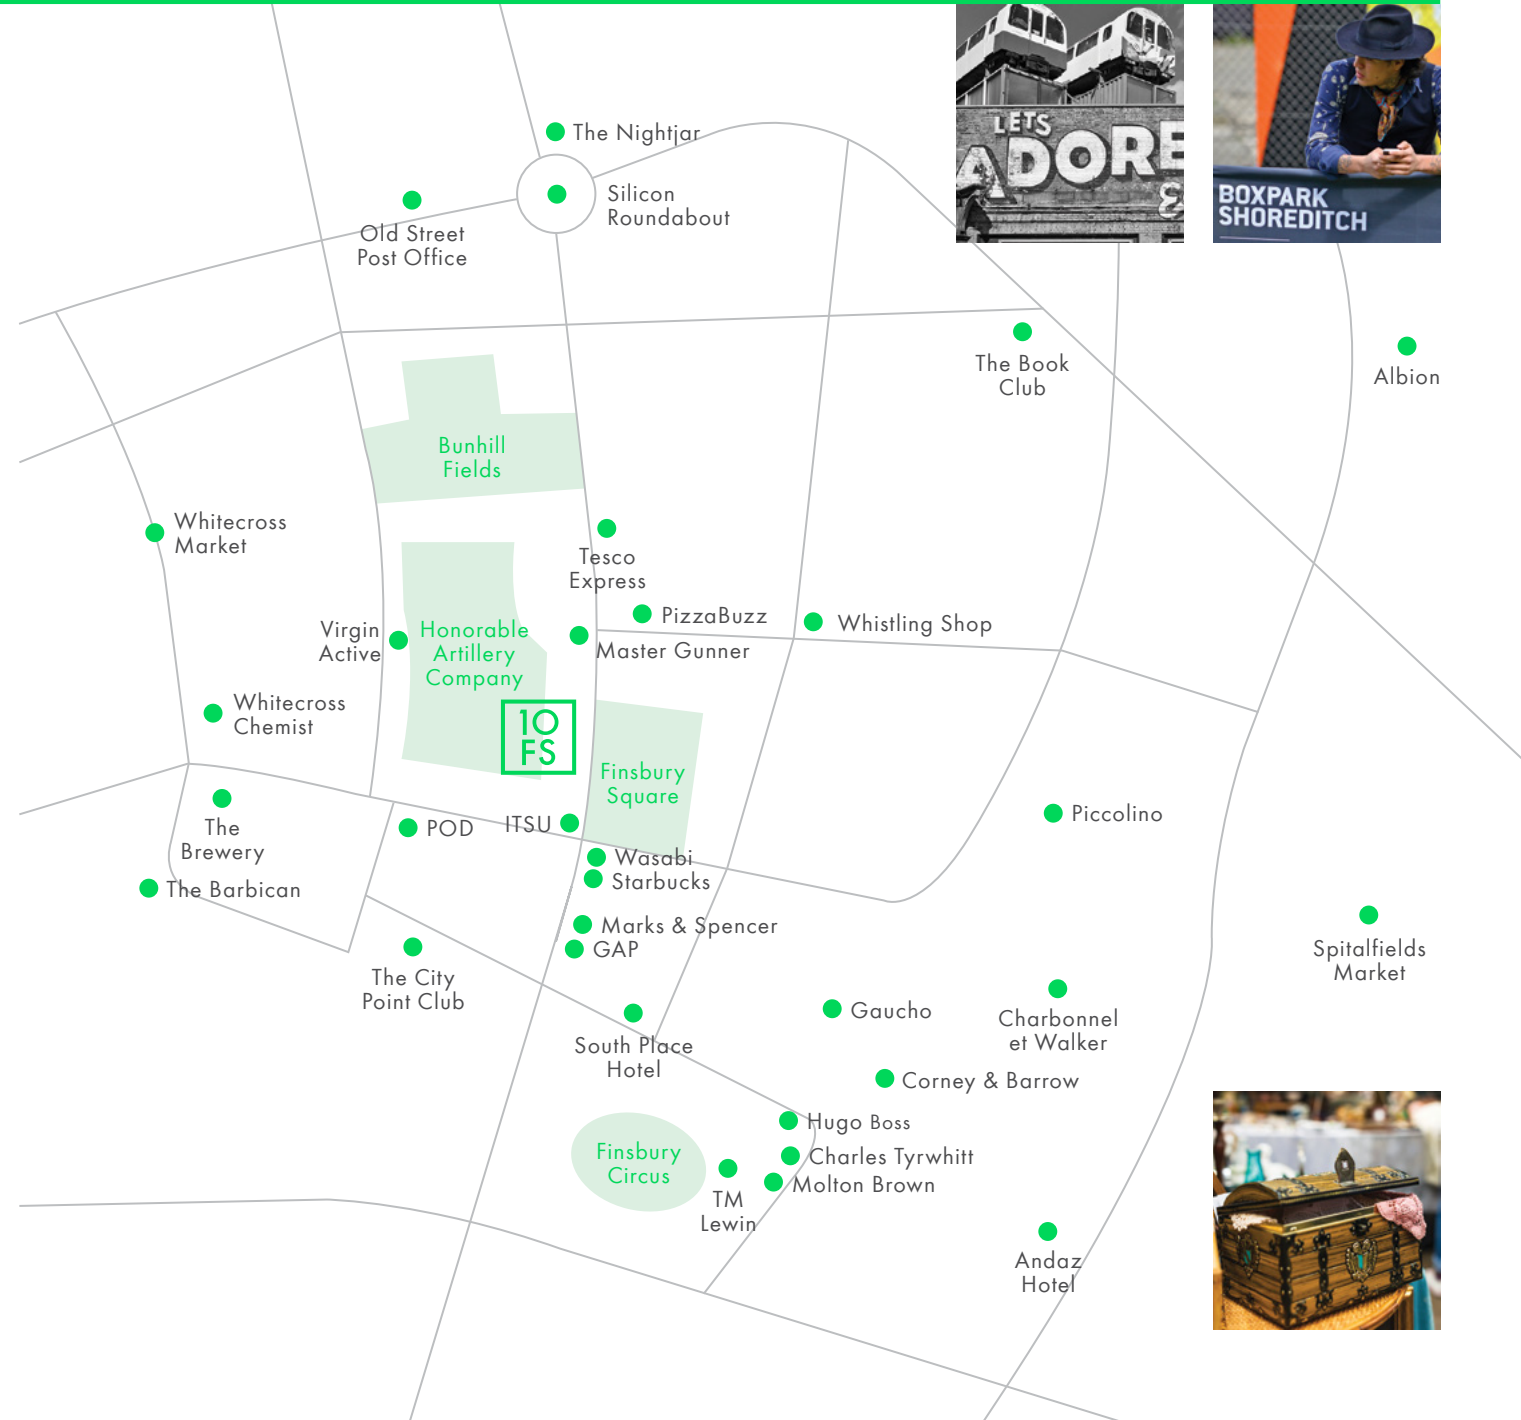 LETS
ADORE
&
BOXPARK
SHOREDITCH
The Nightjar
Silicon
Roundabout
Old Street
Post Office
The Book
Club
Albion
Bunhill
Fields
Whitecross
Market
Tesco
Express
PizzaBuzz
Whistling Shop
Virgin
Active
Honorable
Artillery
Company
Master Gunner
Whitecross
Chemist
10
FS
Finsbury
Square
The
Brewery
POD
ITSU
Piccolino
Wasabi
Starbucks
The Barbican
Marks & Spencer
GAP
Spitalfields
Market
The City
Point Club
Gaucho
Charbonnel
et Walker
South Place
Hotel
Corney & Barrow
Hugo Boss
Finsbury
Circus
Charles Tyrwhitt
Molton Brown
TM
Lewin
Andaz
Hotel